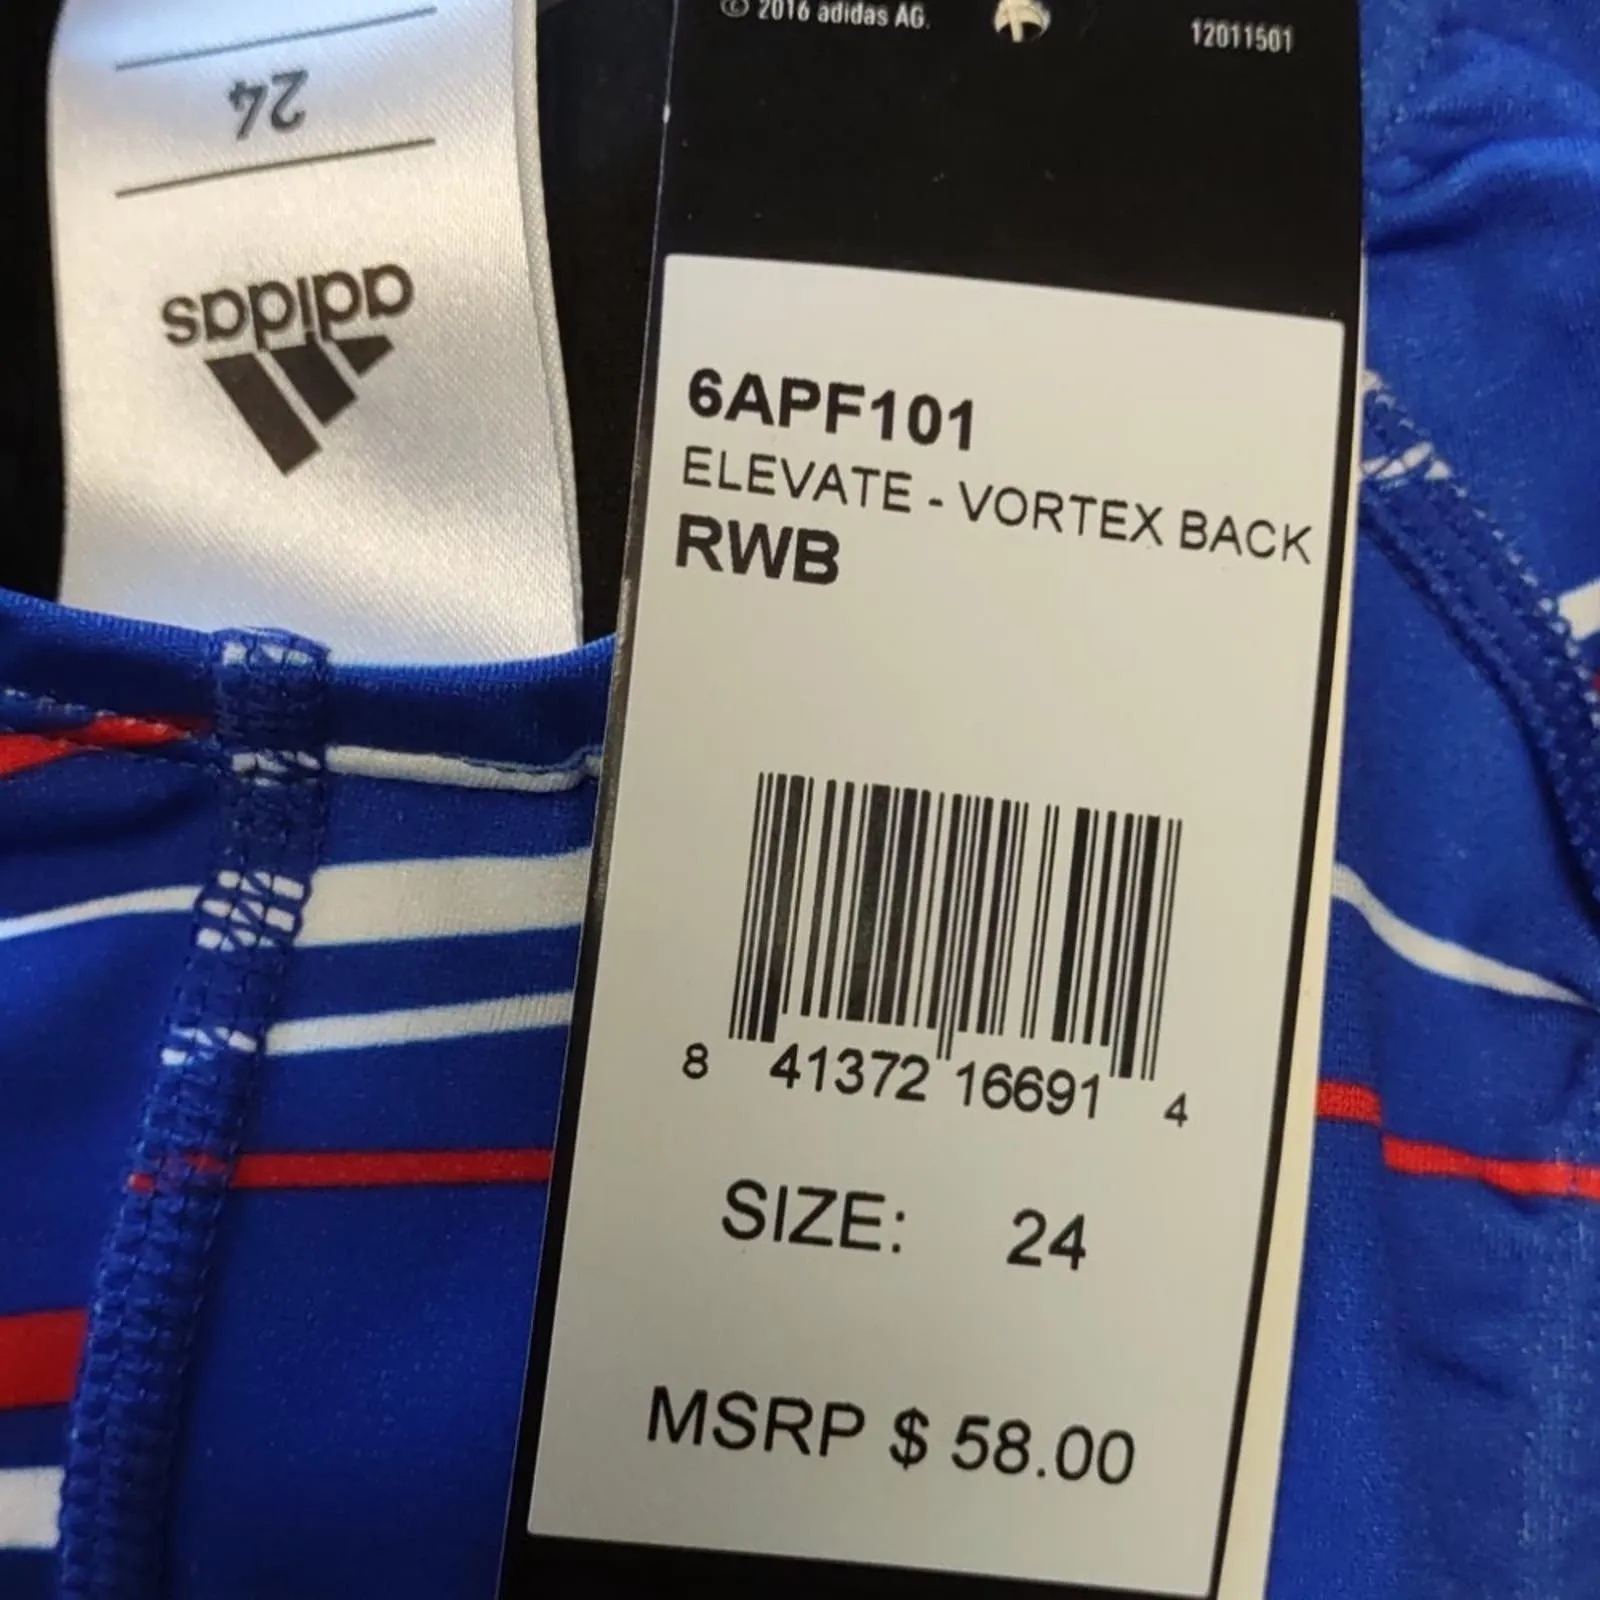 24
adidas
© 2016 adidas AG.
12011501
6APF101
ELEVATE - VORTEX BACK
RWB
8 41372 16691 4
SIZE: 24
MSRP $ 58.00